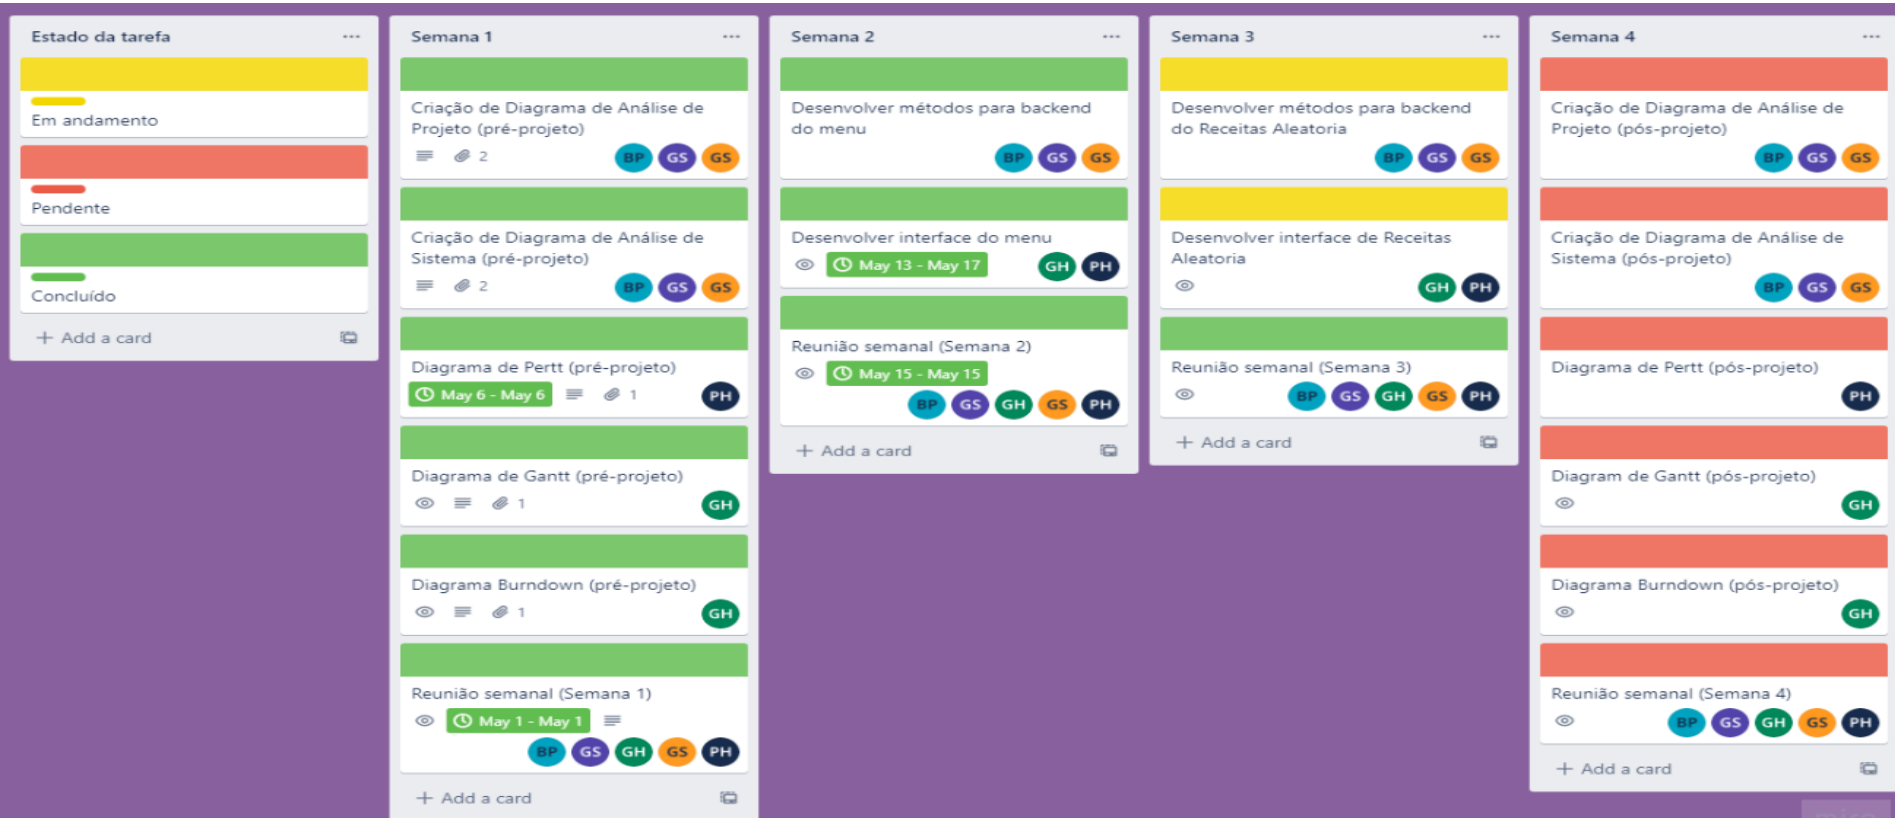 Estado da tarefa
Em andamento
Pendente
Concluído
+ Add a card
Semana 1
Criação de Diagrama de Análise de
Projeto (pré-projeto)
2
BP GS GS
Criação de Diagrama de Análise de
Sistema (pré-projeto)
2
BP GS GS
Diagrama de Pertt (pré-projeto)
May 6 - May 6 1 PH
Diagrama de Gantt (pré-projeto)
1 GH
Diagrama Burndown (pré-projeto)
1 GH
Reunião semanal (Semana 1)
May 1 - May 1
BP GS GH GS PH
+ Add a card
Semana 2
Desenvolver métodos para backend
do menu
BP GS GS
Desenvolver interface do menu
May 13 - May 17 GH PH
Reunião semanal (Semana 2)
May 15 - May 15
BP GS GH GS PH
+ Add a card
Semana 3
Desenvolver métodos para backend
do Receitas Aleatoria
BP GS GS
Desenvolver interface de Receitas
Aleatoria
GH PH
Reunião semanal (Semana 3)
BP GS GH GS PH
+ Add a card
Semana 4
Criação de Diagrama de Análise de
Projeto (pós-projeto)
BP GS GS
Criação de Diagrama de Análise de
Sistema (pós-projeto)
BP GS GS
Diagrama de Pertt (pós-projeto)
PH
Diagram de Gantt (pós-projeto)
GH
Diagrama Burndown (pós-projeto)
GH
Reunião semanal (Semana 4)
BP GS GH GS PH
+ Add a card